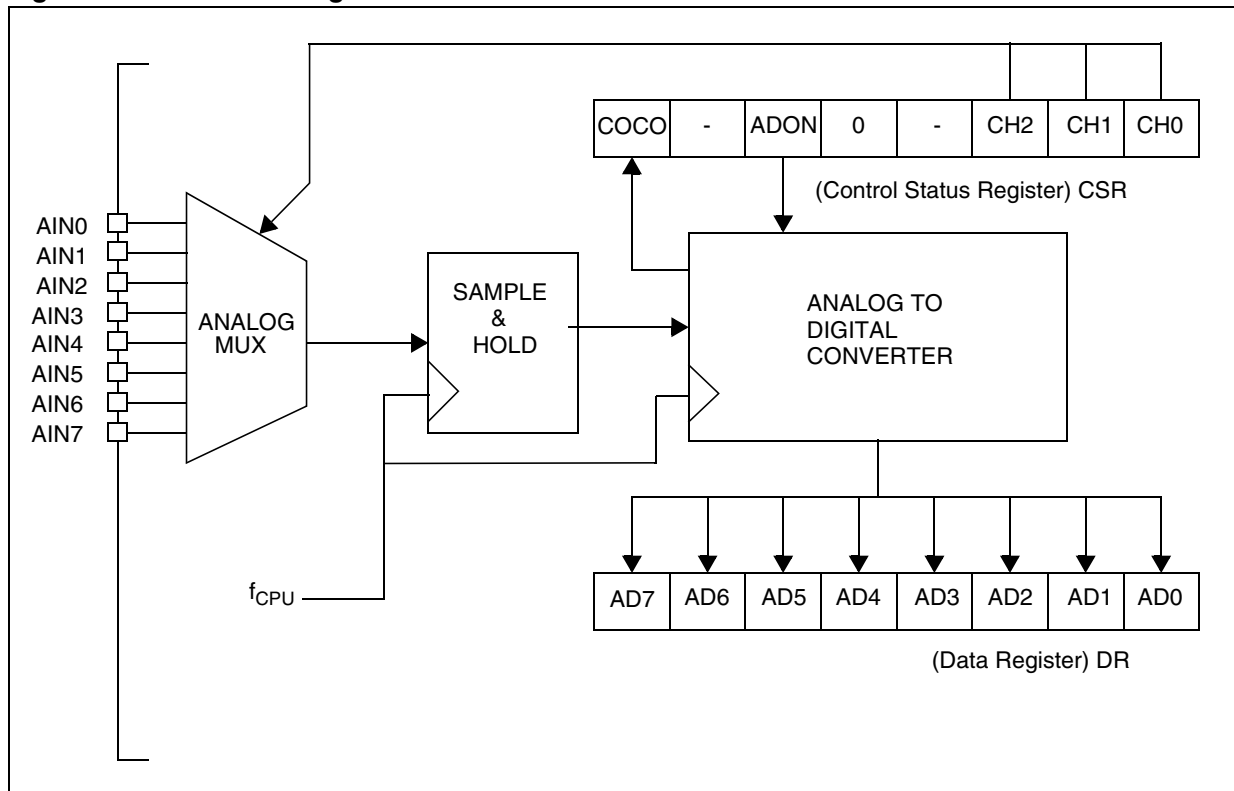 COCO - ADON 0 - CH2 CH1 CH0
(Control Status Register) CSR
AIN0
AIN1
AIN2
AIN3
AIN4
AIN5
AIN6
AIN7
ANALOG
MUX
SAMPLE
&
HOLD
ANALOG TO
DIGITAL
CONVERTER
fCPU
AD7 AD6 AD5 AD4 AD3 AD2 AD1 AD0
(Data Register) DR